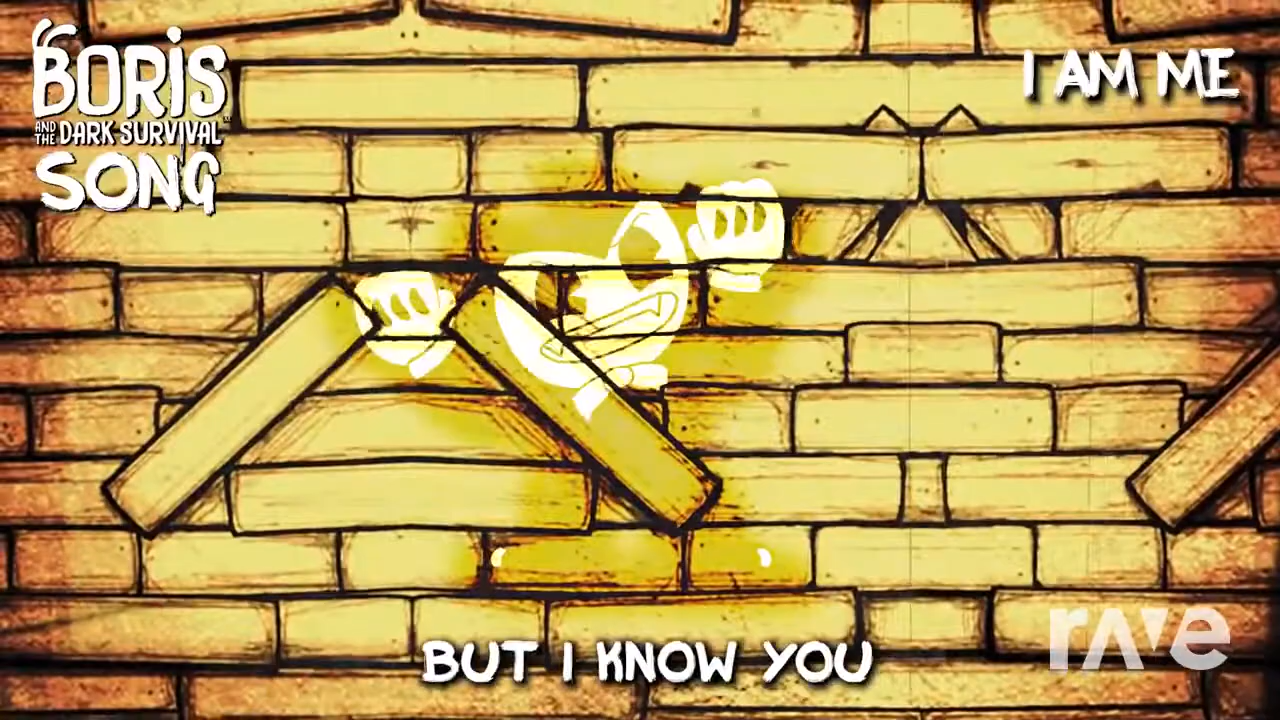 BORIS
AND THE DARK SURVIVAL
SONG
I AM ME
BUT I KNOW YOU
rave